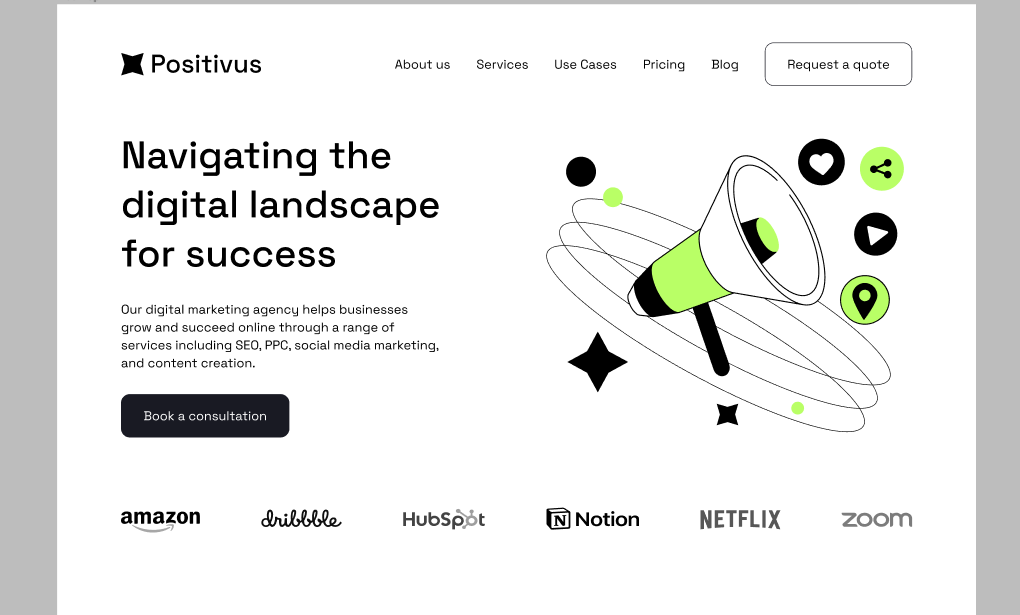 Positivus
About us Services Use Cases Pricing Blog Request a quote
Navigating the
digital landscape
for success
Our digital marketing agency helps businesses
grow and succeed online through a range of
services including SEO, PPC, social media marketing,
and content creation.
Book a consultation
amazon dribbble HubSpot Notion NETFLIX zoom